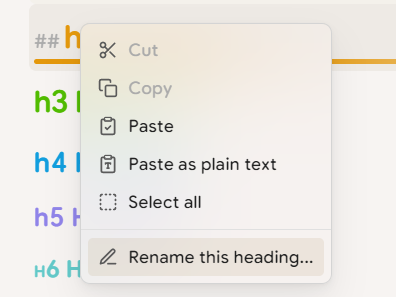 ## h
Cut
Copy
h3
Paste
h4
Paste as plain text
Select all
h5
Rename this heading...
H6